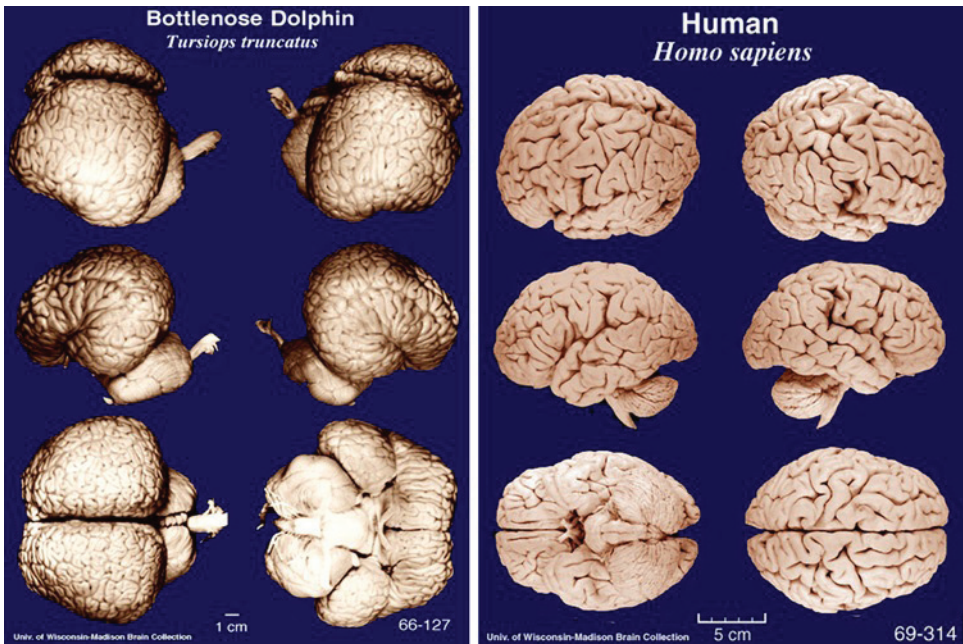 Bottlenose Dolphin
Tursiops truncatus
1 cm
66-127
Univ. of Wisconsin-Madison Brain Collection
Human
Homo sapiens
5 cm
69-314
Univ. of Wisconsin-Madison Brain Collection